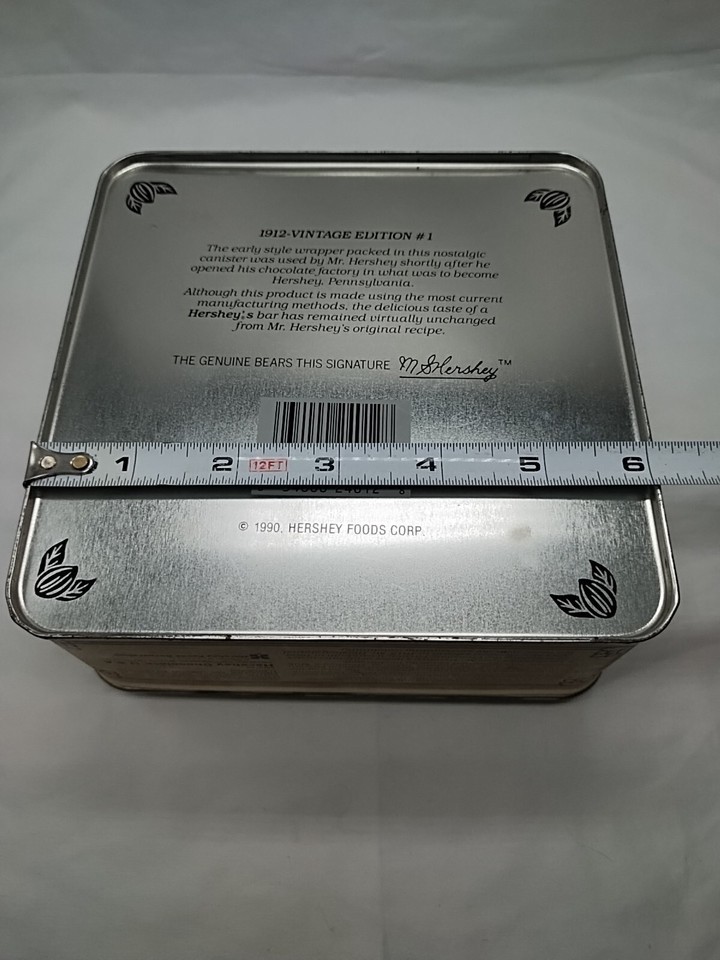 1912-VINTAGE EDITION # 1
The early style wrapper packed in this nostalgic
canister was used by Mr. Hershey shortly after he
opened his chocolate factory in what was to become
Hershey, Pennsylvania.
Although this product is made using the most current
manufacturing methods, the delicious taste of a
Hershey's bar has remained virtually unchanged
from Mr. Hershey's original recipe.
THE GENUINE BEARS THIS SIGNATURE M.S. Hershey™
1 2 12FT 3 4 5 6
© 1990, HERSHEY FOODS CORP.